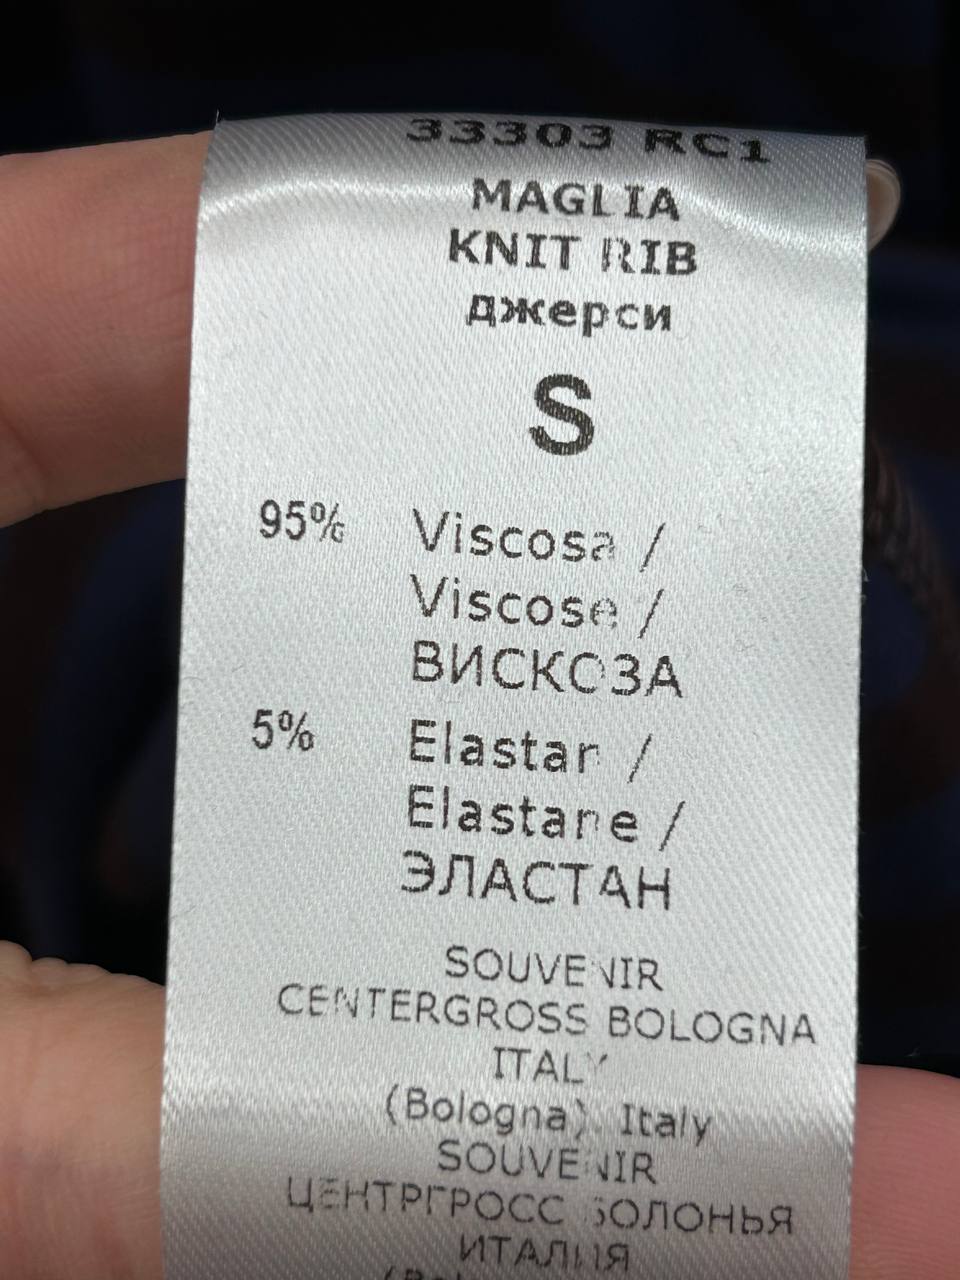 33303 RC1
MAGLIA
KNIT RIB
джерси
S
95% Viscosa /
Viscose /
ВИСКОЗА
5% Elastan /
Elastane /
ЭЛАСТАН
SOUVENIR
CENTERGROSS BOLOGNA
ITALY
(Bologna). Italy
SOUVENIR
ЦЕНТРГРОСС БОЛОНЬЯ
ИТАЛИЯ